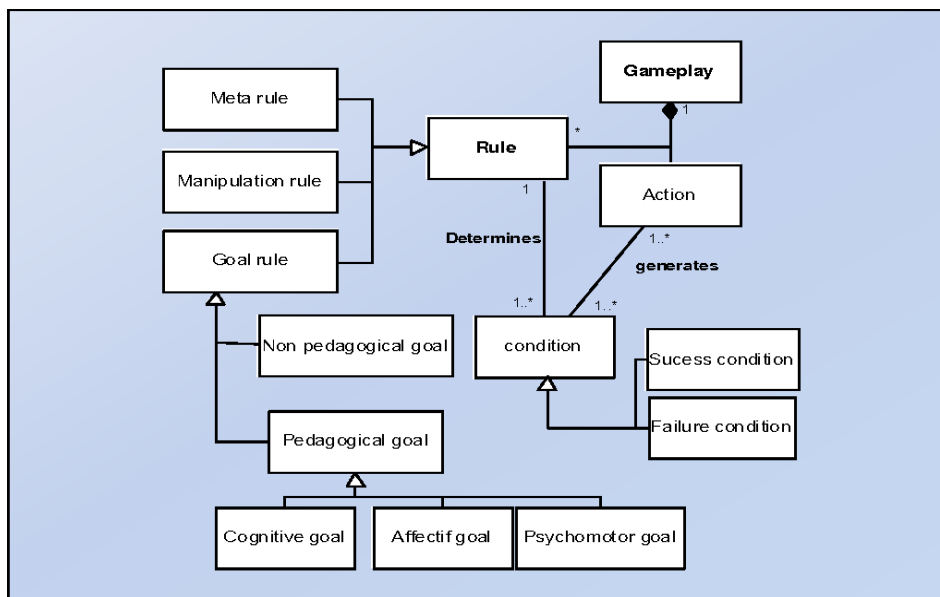 Gameplay
1
Meta rule
*
Rule
1
Manipulation rule
Action
Goal rule
Determines
1..*
generates
1..*
1..*
Non pedagogical goal
condition
Sucess condition
Failure condition
Pedagogical goal
Cognitive goal
Affectif goal
Psychomotor goal